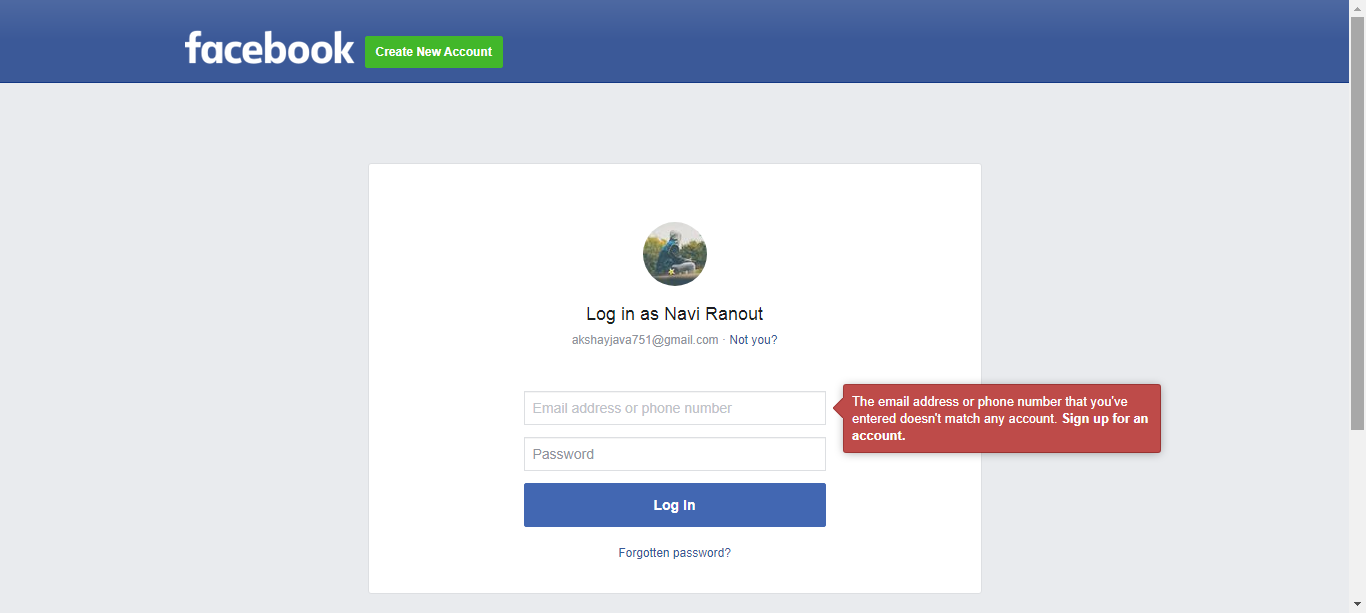 facebook
Create New Account
Log in as Navi Ranout
akshayjava751@gmail.com · Not you?
Email address or phone number
The email address or phone number that you've
entered doesn't match any account. Sign up for an
account.
Password
Log In
Forgotten password?